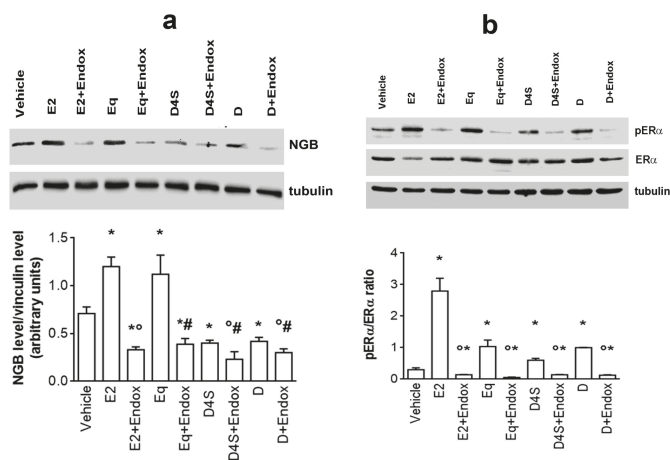 a
Vehicle
E2
E2+Endox
Eq
Eq+Endox
D4S
D4S+Endox
D
D+Endox
NGB
tubulin
NGB level/vinculin level
(arbitrary units)
1.5
1.0
0.5
0.0
*
*
*°
*#
*
°#
*
°#
Vehicle
E2
E2+Endox
Eq
Eq+Endox
D4S
D4S+Endox
D
D+Endox
b
Vehicle
E2
E2+Endox
Eq
Eq+Endox
D4S
D4S+Endox
D
D+Endox
pERα
ERα
tubulin
pERα/ERα ratio
4
3
2
1
0
*
°*
*
°*
*
°*
*
°*
Vehicle
E2
E2+Endox
Eq
Eq+Endox
D4S
D4S+Endox
D
D+Endox